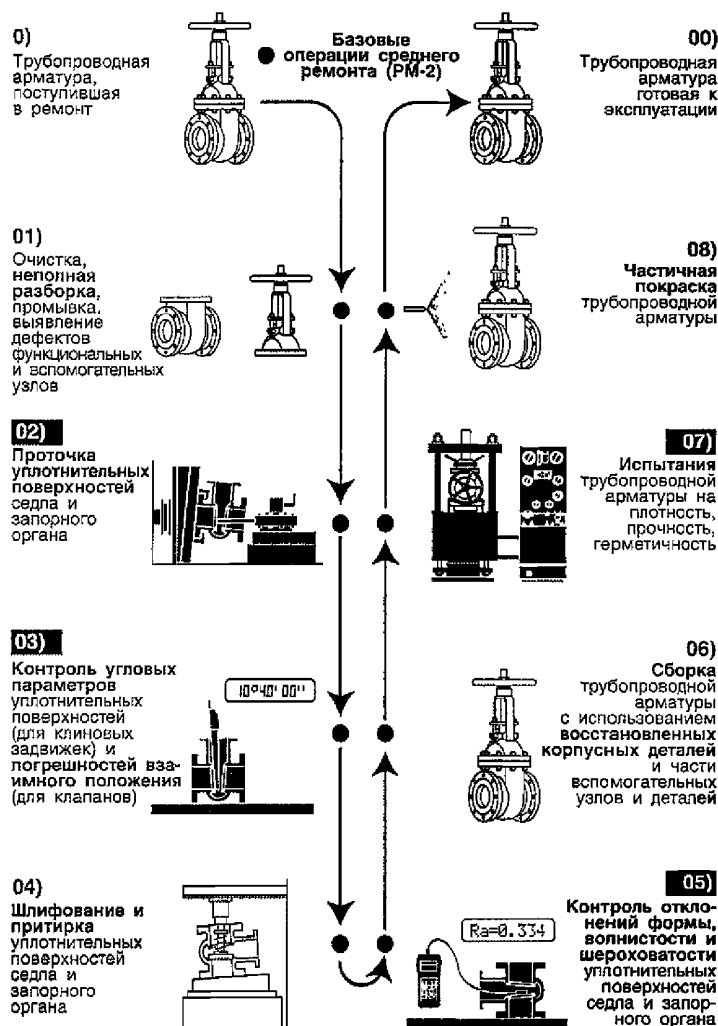 0)
Трубопроводная
арматура,
поступившая
в ремонт
Базовые
операции среднего
ремонта (РМ-2)
00)
Трубопроводная
арматура
готовая к
эксплуатации
01)
Очистка,
неполная
разборка,
промывка,
выявление
дефектов
функциональных
и вспомогательных
узлов
08)
Частичная
покраска
трубопроводной
арматуры
02)
Проточка
уплотнительных
поверхностей
седла и
запорного
органа
07)
Испытания
трубопроводной
арматуры на
плотность,
прочность,
герметичность
03)
Контроль угловых
параметров
уплотнительных
поверхностей
(для клиновых
задвижек) и
погрешностей вза-
имного положения
(для клапанов)
10°40' 00"
06)
Сборка
трубопроводной
арматуры
с использованием
восстановленных
корпусных деталей
и части
вспомогательных
узлов и деталей
04)
Шлифование и
притирка
уплотнительных
поверхностей
седла и
запорного
органа
05)
Контроль откло-
нений формы,
волнистости и
шероховатости
уплотнительных
поверхностей
седла и запор-
ного органа
Ra=0.334